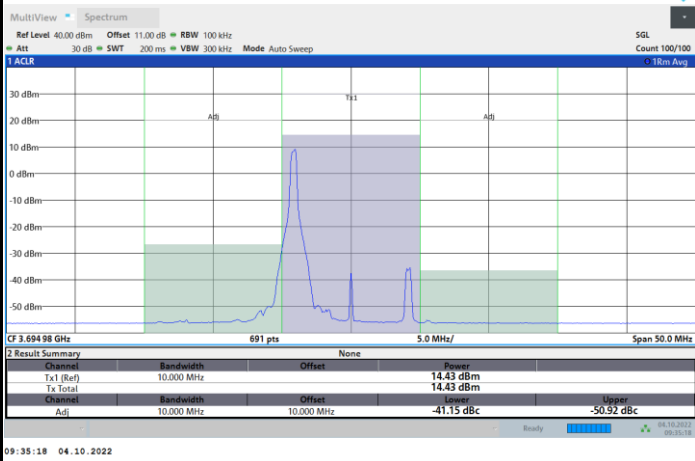 MultiView Spectrum
Ref Level 40.00 dBm Offset 11.00 dB RBW 100 kHz SGL
Att 30 dB SWT 200 ms VBW 300 kHz Mode Auto Sweep Count 100/100
1 ACLR 1Rm Avg
30 dBm
Tx1
20 dBm Adj Adj
10 dBm
0 dBm
-10 dBm
-20 dBm
-30 dBm
-40 dBm
-50 dBm
CF 3.694 98 GHz 691 pts 5.0 MHz/ Span 50.0 MHz
2 Result Summary None
Channel Bandwidth Offset Power
Tx1 (Ref) 10.000 MHz 14.43 dBm
Tx Total 14.43 dBm
Channel Bandwidth Offset Lower Upper
Adj 10.000 MHz 10.000 MHz -41.15 dBc -50.92 dBc
Ready 04.10.2022
09:35:18
09:35:18 04.10.2022